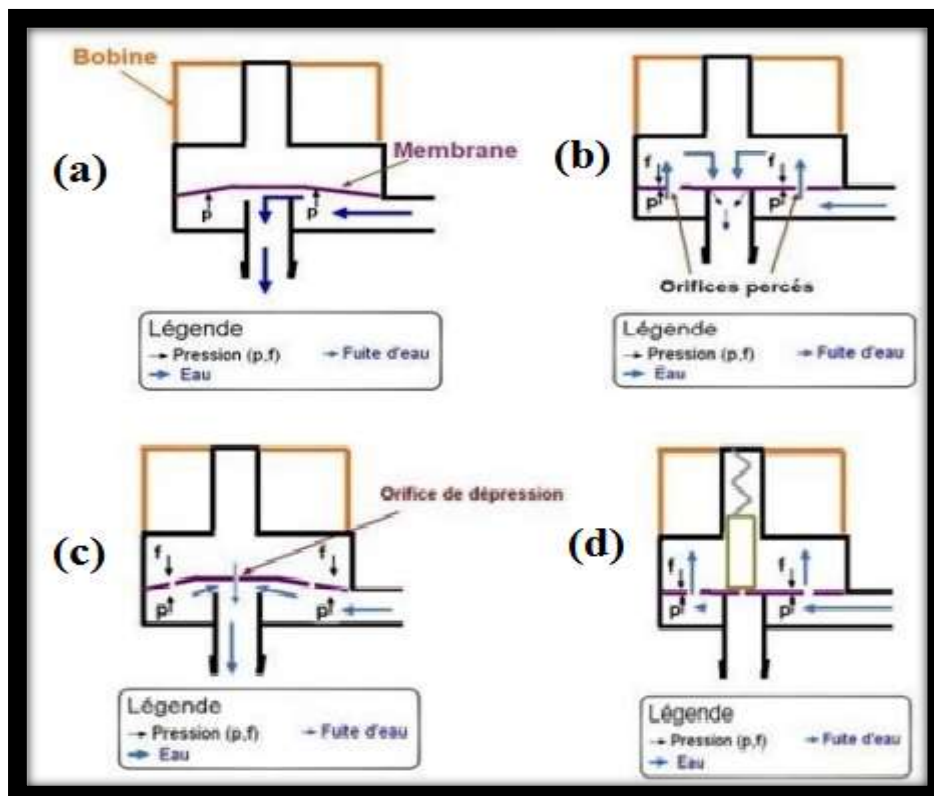 Bobine
(a)
Membrane
p
p
Légende
Pression (p,f)
Fuite d'eau
Eau
(b)
f
f
p
p
Orifices percés
Légende
Pression (p,f)
Fuite d'eau
Eau
Orifice de dépression
(c)
f
f
p
p
Légende
Pression (p,f)
Fuite d'eau
Eau
(d)
f
f
p
p
Légende
Pression (p,f)
Fuite d'eau
Eau